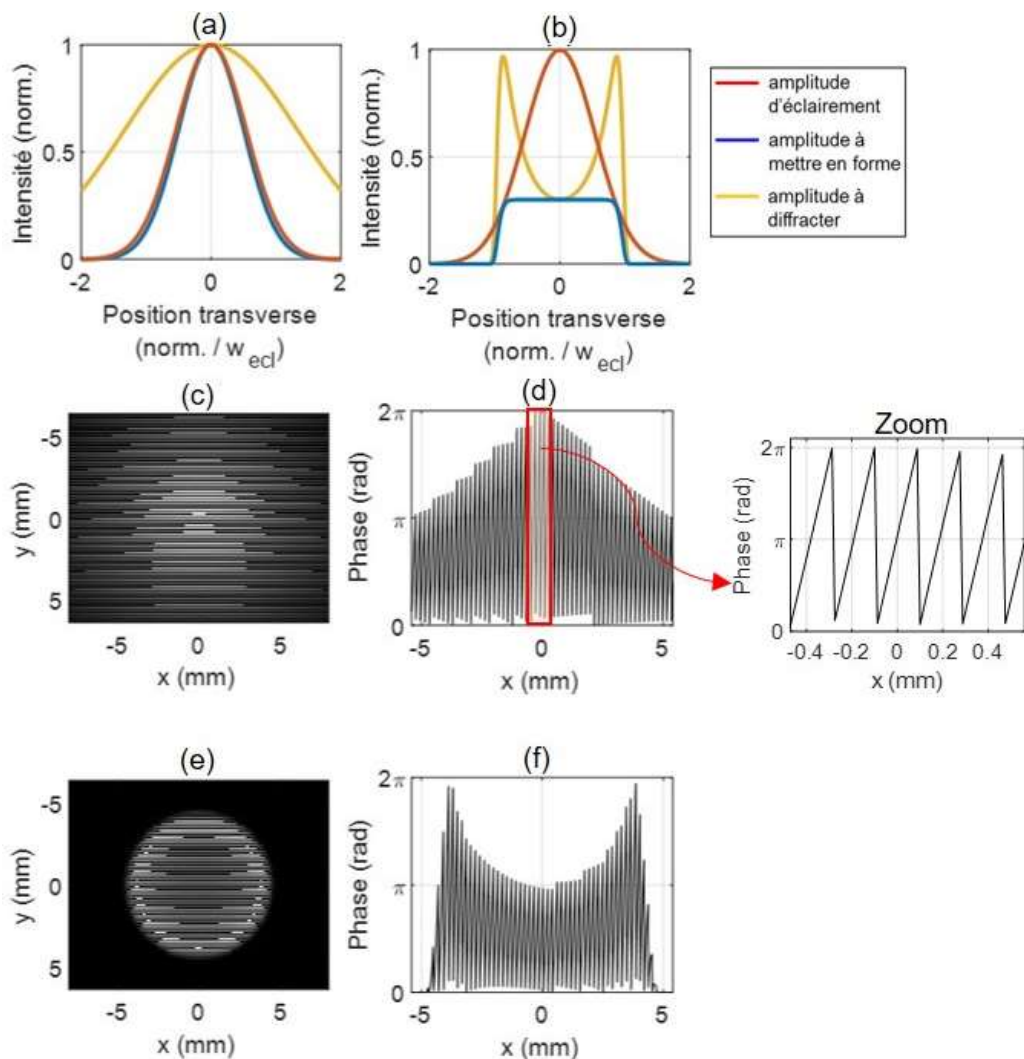 (a)
Intensité (norm.)
1
0.5
0
-2
0
2
Position transverse
(norm. / w_ecl)
(b)
Intensité (norm.)
1
0.5
0
-2
0
2
Position transverse
(norm. / w_ecl)
amplitude
d'éclairement
amplitude à
mettre en forme
amplitude à
diffracter
(c)
y (mm)
-5
0
5
-5
0
5
x (mm)
(d)
Phase (rad)
2π
π
0
-5
0
5
x (mm)
Zoom
Phase (rad)
2π
π
0
-0.4
-0.2
0
0.2
0.4
x (mm)
(e)
y (mm)
-5
0
5
-5
0
5
x (mm)
(f)
Phase (rad)
2π
π
0
-5
0
5
x (mm)